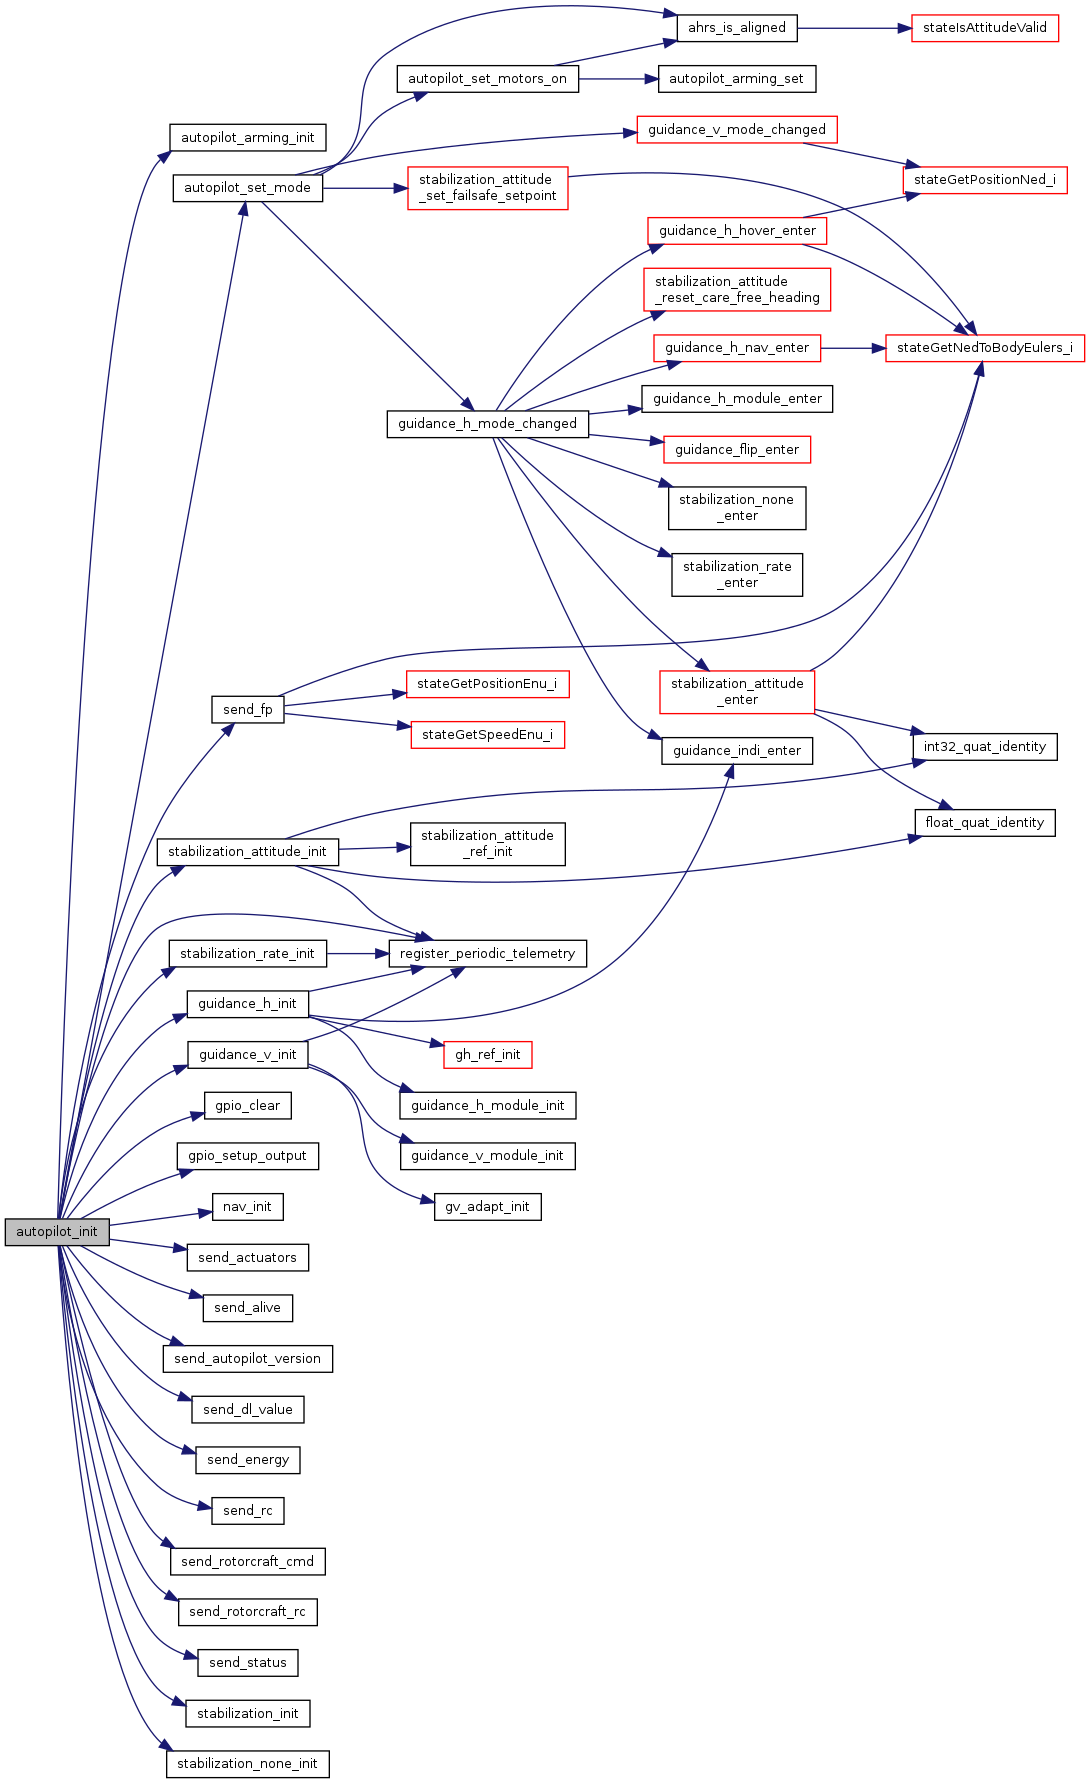 ahrs_is_aligned
stateIsAttitudeValid
autopilot_set_motors_on
autopilot_arming_set
autopilot_arming_init
guidance_v_mode_changed
autopilot_set_mode
stabilization_attitude
_set_failsafe_setpoint
stateGetPositionNed_i
guidance_h_hover_enter
stabilization_attitude
_reset_care_free_heading
guidance_h_nav_enter
stateGetNedToBodyEulers_i
guidance_h_module_enter
guidance_h_mode_changed
guidance_flip_enter
stabilization_none
_enter
stabilization_rate
_enter
send_fp
stateGetPositionEnu_i
stabilization_attitude
_enter
stateGetSpeedEnu_i
guidance_indi_enter
int32_quat_identity
float_quat_identity
stabilization_attitude_init
stabilization_attitude
_ref_init
stabilization_rate_init
register_periodic_telemetry
guidance_h_init
guidance_v_init
gh_ref_init
gpio_clear
guidance_h_module_init
gpio_setup_output
guidance_v_module_init
nav_init
gv_adapt_init
autopilot_init
send_actuators
send_alive
send_autopilot_version
send_dl_value
send_energy
send_rc
send_rotorcraft_cmd
send_rotorcraft_rc
send_status
stabilization_init
stabilization_none_init